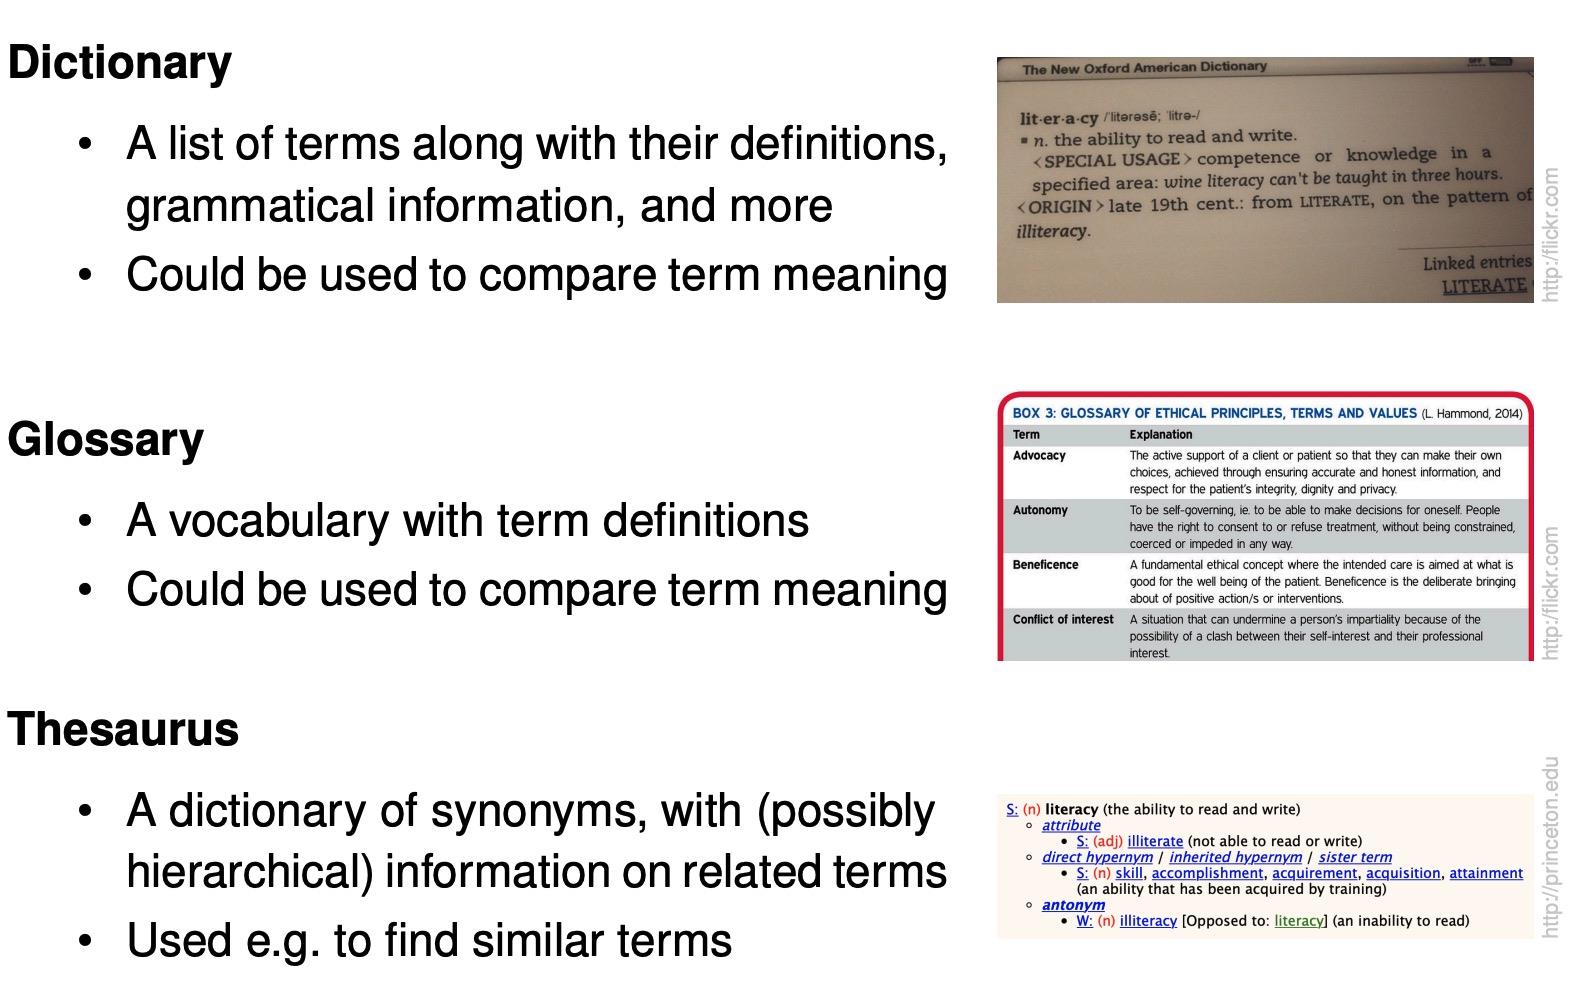 Dictionary
• A list of terms along with their definitions,
grammatical information, and more
• Could be used to compare term meaning
The New Oxford American Dictionary
OFF
lit·er·a·cy /ˈlitərəsē; ˈlitrə-/
▪ n. the ability to read and write.
<SPECIAL USAGE> competence or knowledge in a
specified area: wine literacy can't be taught in three hours.
<ORIGIN> late 19th cent.: from LITERATE, on the pattern of
illiteracy.
Linked entries
LITERATE
http:/flickr.com
Glossary
• A vocabulary with term definitions
• Could be used to compare term meaning
BOX 3: GLOSSARY OF ETHICAL PRINCIPLES, TERMS AND VALUES (L. Hammond, 2014)
Term Explanation
Advocacy The active support of a client or patient so that they can make their own
choices, achieved through ensuring accurate and honest information, and
respect for the patient's integrity, dignity and privacy.
Autonomy To be self-governing, ie. to be able to make decisions for oneself. People
have the right to consent to or refuse treatment, without being constrained,
coerced or impeded in any way.
Beneficence A fundamental ethical concept where the intended care is aimed at what is
good for the well being of the patient. Beneficence is the deliberate bringing
about of positive action/s or interventions.
Conflict of interest A situation that can undermine a person's impartiality because of the
possibility of a clash between their self-interest and their professional
interest.
http:/flickr.com
Thesaurus
• A dictionary of synonyms, with (possibly
hierarchical) information on related terms
• Used e.g. to find similar terms
S: (n) literacy (the ability to read and write)
◦ attribute
• S: (adj) illiterate (not able to read or write)
◦ direct hypernym / inherited hypernym / sister term
• S: (n) skill, accomplishment, acquirement, acquisition, attainment
(an ability that has been acquired by training)
◦ antonym
• W: (n) illiteracy [Opposed to: literacy] (an inability to read)
http://princeton.edu